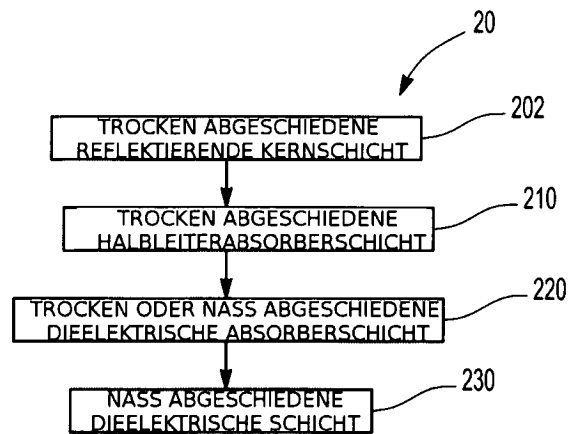 20
TROCKEN ABGESCHIEDENE
REFLEKTIERENDE KERNSCHICHT
202
TROCKEN ABGESCHIEDENE
HALBLEITERABSORBERSCHICHT
210
TROCKEN ODER NASS ABGESCHIEDENE
DIEELEKTRISCHE ABSORBERSCHICHT
220
NASS ABGESCHIEDENE
DIELEKTRISCHE SCHICHT
230